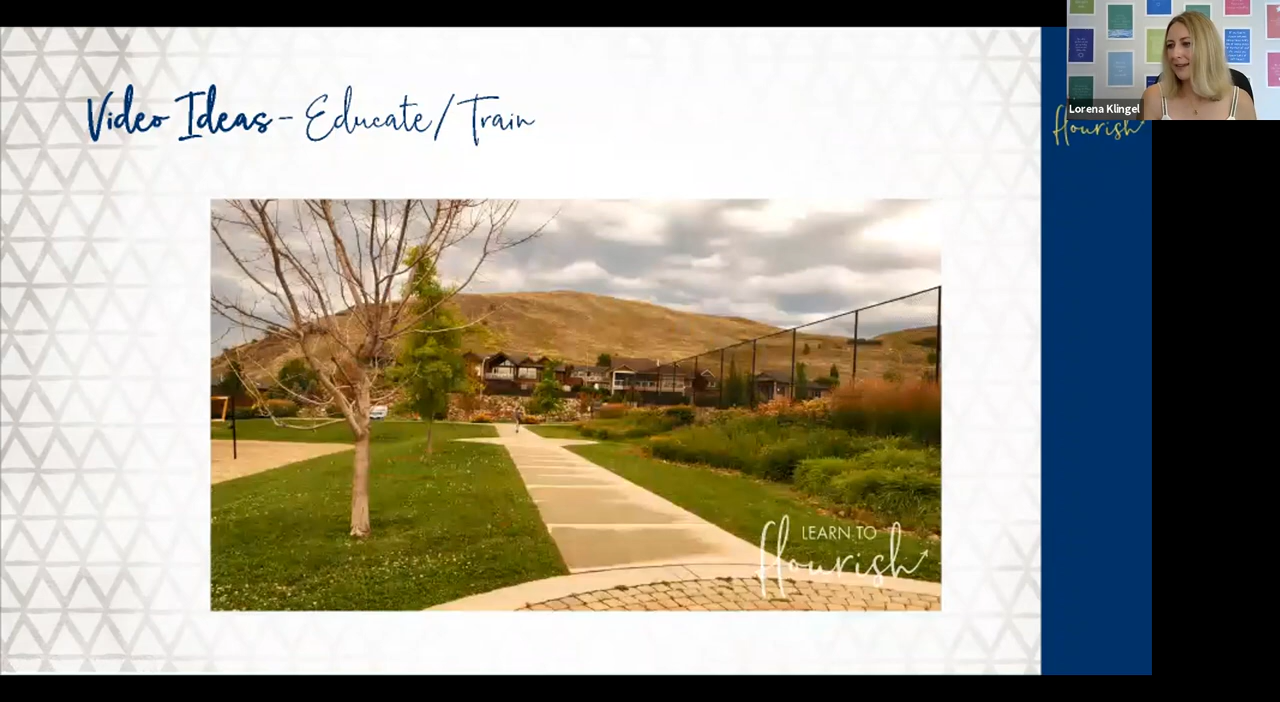 Video Ideas - Educate/Train
Lorena Klingel
flourish
LEARN TO
flourish